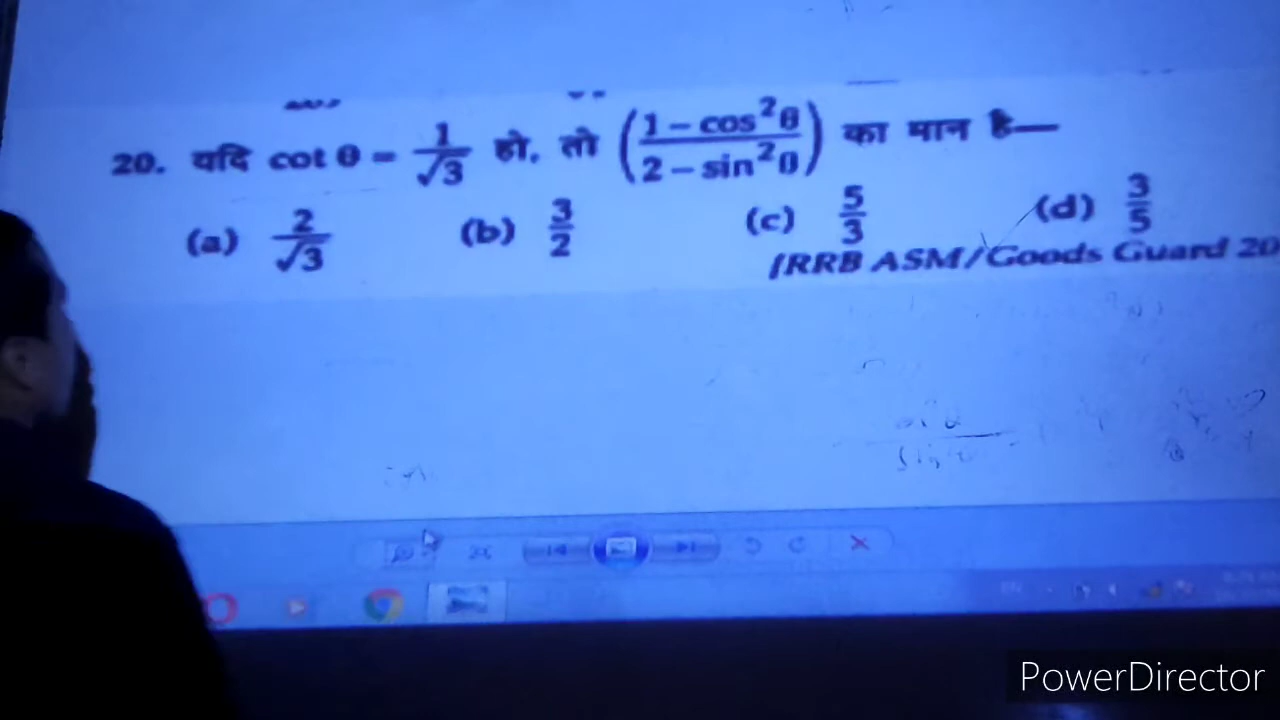 20. यदि cot θ = 1/√3 हो, तो ((1 – cos²θ)/(2 – sin²θ)) का मान है—
(a) 2/√3 (b) 3/2 (c) 5/3 (d) 3/5
[RRB ASM/Goods Guard 20
PowerDirector